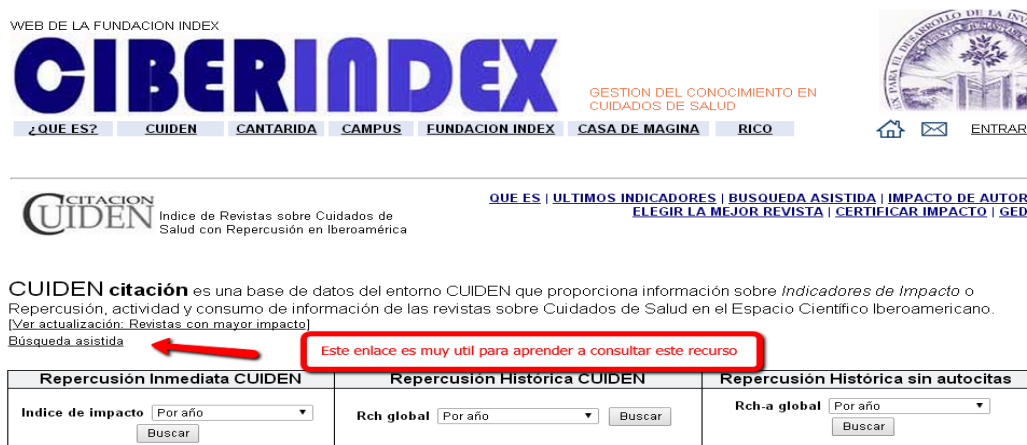 WEB DE LA FUNDACION INDEX
CIBERINDEX
GESTION DEL CONOCIMIENTO EN
CUIDADOS DE SALUD
¿QUE ES? CUIDEN CANTARIDA CAMPUS FUNDACION INDEX CASA DE MAGINA RICO ENTRAR
CITACION
CUIDEN
Indice de Revistas sobre Cuidados de
Salud con Repercusión en Iberoamérica
QUE ES | ULTIMOS INDICADORES | BUSQUEDA ASISTIDA | IMPACTO DE AUTOR
ELEGIR LA MEJOR REVISTA | CERTIFICAR IMPACTO | GED
CUIDEN citación es una base de datos del entorno CUIDEN que proporciona información sobre Indicadores de Impacto o
Repercusión, actividad y consumo de información de las revistas sobre Cuidados de Salud en el Espacio Científico Iberoamericano.
[Ver actualización: Revistas con mayor impacto]
Búsqueda asistida
Este enlace es muy util para aprender a consultar este recurso
Repercusión Inmediata CUIDEN
Indice de impacto Por año
Buscar
Repercusión Histórica CUIDEN
Rch global Por año Buscar
Repercusión Histórica sin autocitas
Rch-a global Por año
Buscar